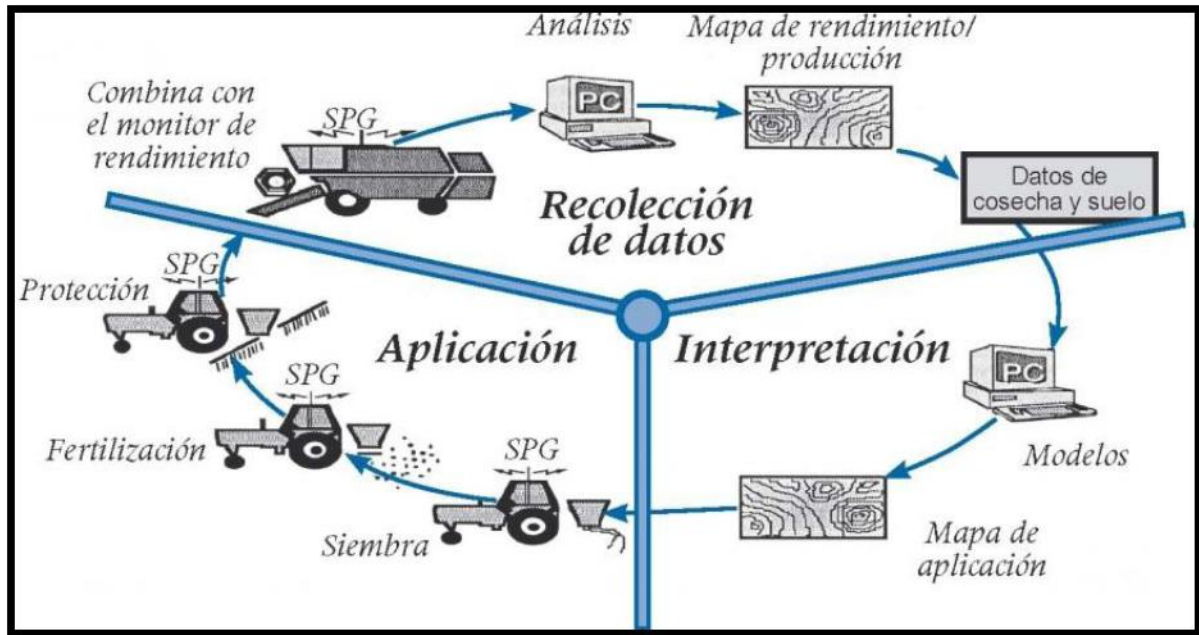 Análisis
Mapa de rendimiento/
producción
Combina con
el monitor de
rendimiento
SPG
PC
Datos de
cosecha y suelo
Recolección
de datos
SPG
Protección
Aplicación
Interpretación
PC
SPG
Fertilización
Modelos
SPG
Siembra
Mapa de
aplicación